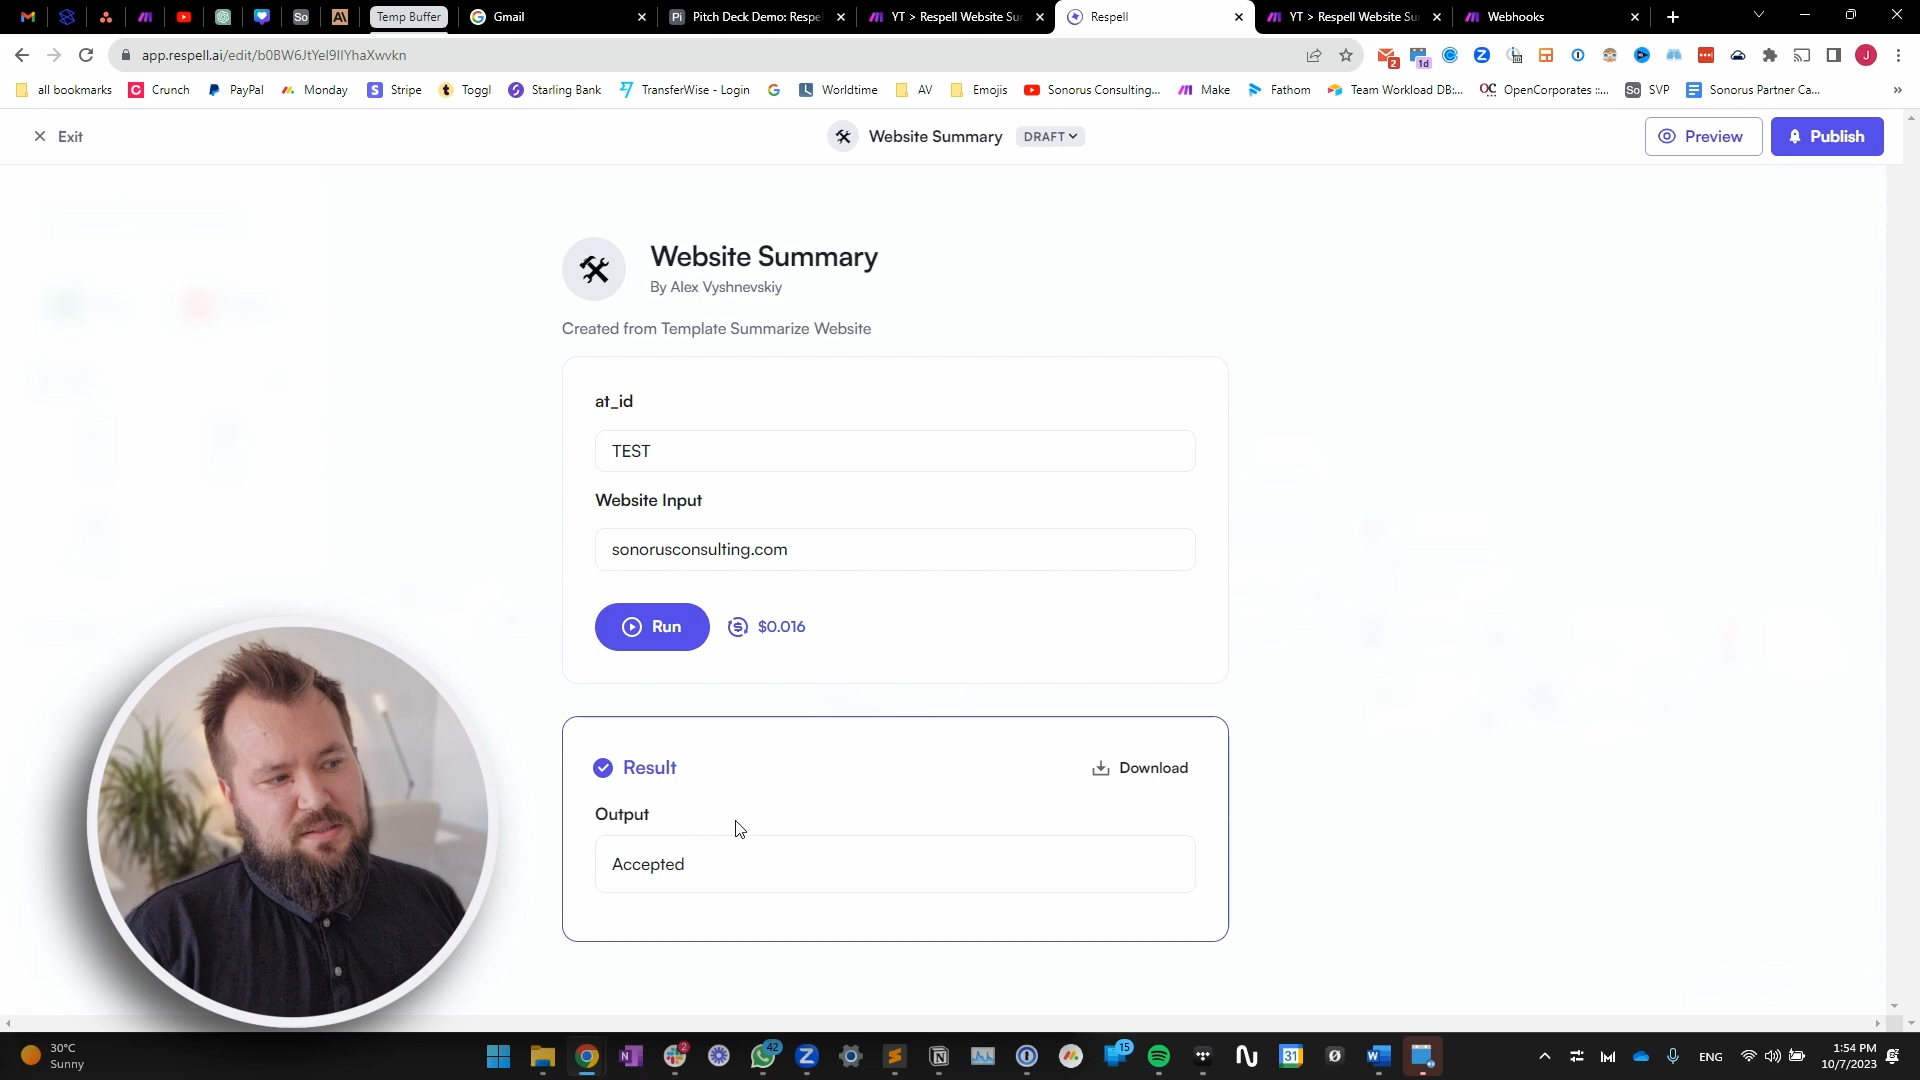 Temp Buffer
Gmail
Pitch Deck Demo: Respe
YT > Respell Website Su
Respell
YT > Respell Website Su
Webhooks
app.respell.ai/edit/b0BW6JtYel9IIYhaXwvkn
all bookmarks
Crunch
PayPal
Monday
Stripe
Toggl
Starling Bank
TransferWise - Login
Worldtime
AV
Emojis
Sonorus Consulting...
Make
Fathom
Team Workload DB:...
OpenCorporates ::...
SVP
Sonorus Partner Ca...
Exit
Website Summary
DRAFT
Preview
Publish
Website Summary
By Alex Vyshnevskiy
Created from Template Summarize Website
at_id
TEST
Website Input
sonorusconsulting.com
Run
$0.016
Result
Download
Output
Accepted
30°C
Sunny
ENG
1:54 PM
10/7/2023